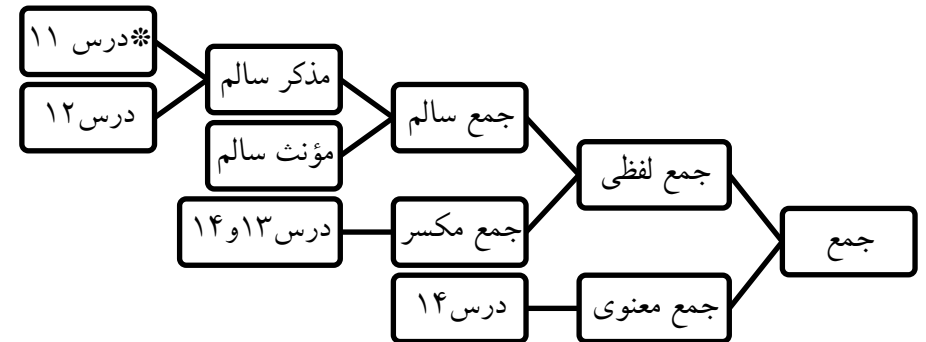 جمع
جمع لفظی
جمع معنوی
جمع سالم
جمع مکسر
درس۱۴
مذکر سالم
مؤنث سالم
درس۱۳و۱۴
*درس ۱۱
درس۱۲